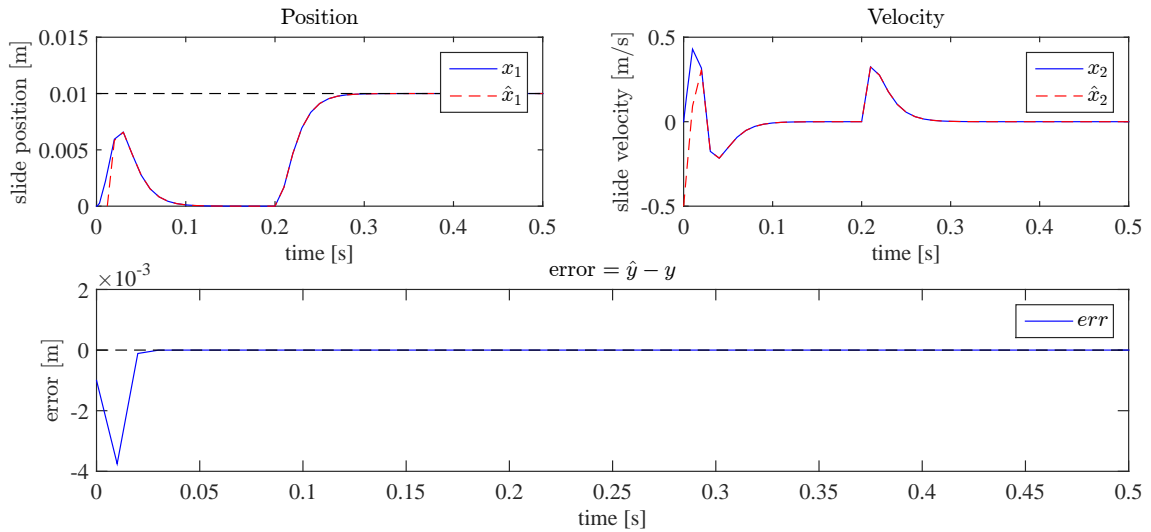 Position
slide position [m]
0.015
0.01
0.005
0
x₁
x̂₁
0 0.1 0.2 0.3 0.4 0.5
time [s]
Velocity
slide velocity [m/s]
0.5
0
-0.5
x₂
x̂₂
0 0.1 0.2 0.3 0.4 0.5
time [s]
error = ŷ − y
×10⁻³
error [m]
2
0
-2
-4
err
0 0.05 0.1 0.15 0.2 0.25 0.3 0.35 0.4 0.45 0.5
time [s]